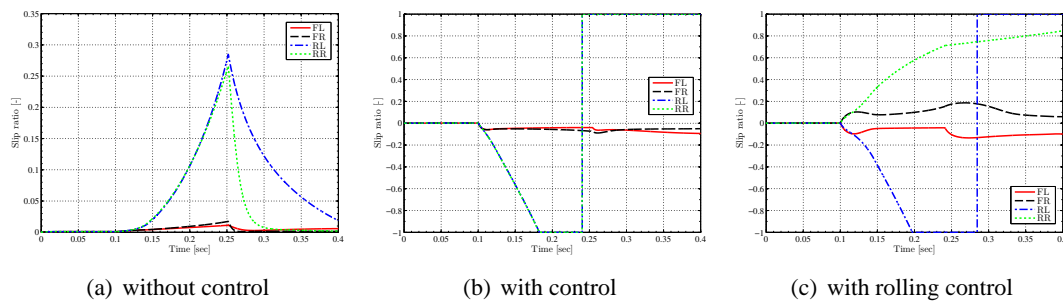 0.35
0.3
0.25
0.2
0.15
0.1
0.05
0
Slip ratio [-]
0 0.05 0.1 0.15 0.2 0.25 0.3 0.35 0.4
Time [sec]
FL
FR
RL
RR
(a) without control
1
0.8
0.6
0.4
0.2
0
−0.2
−0.4
−0.6
−0.8
−1
Slip ratio [-]
0 0.05 0.1 0.15 0.2 0.25 0.3 0.35 0.4
Time [sec]
FL
FR
RL
RR
(b) with control
1
0.8
0.6
0.4
0.2
0
−0.2
−0.4
−0.6
−0.8
−1
Slip ratio [-]
0 0.05 0.1 0.15 0.2 0.25 0.3 0.35 0.4
Time [sec]
FL
FR
RL
RR
(c) with rolling control